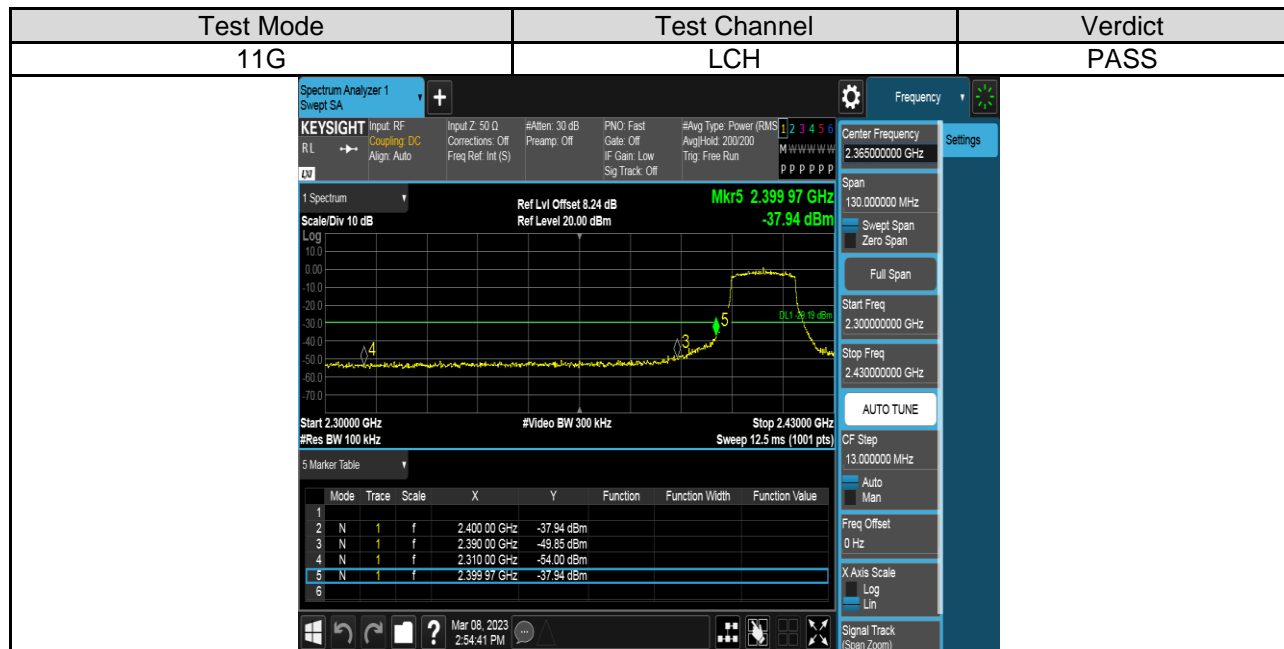 Test Mode Test Channel Verdict
11G LCH PASS
Spectrum Analyzer 1
Swept SA
+
Frequency
KEYSIGHT Input: RF Input Z: 50 Ω #Atten: 30 dB PNO: Fast #Avg Type: Power (RMS 1 2 3 4 5 6
RL Coupling: DC Corrections: Off Preamp: Off Gate: Off Avg|Hold: 200/200 M W W W W W
Align: Auto Freq Ref: Int (S) IF Gain: Low Trig: Free Run
LXI Sig Track: Off P P P P P P
1 Spectrum Ref Lvl Offset 8.24 dB Mkr5 2.399 97 GHz
Scale/Div 10 dB Ref Level 20.00 dBm -37.94 dBm
Log
10.0
0.00
-10.0
-20.0
-30.0
-40.0
-50.0
-60.0
-70.0
DL1 -29.19 dBm
5
3
4
Start 2.30000 GHz #Video BW 300 kHz Stop 2.43000 GHz
#Res BW 100 kHz Sweep 12.5 ms (1001 pts)
5 Marker Table
Mode Trace Scale X Y Function Function Width Function Value
1
2 N 1 f 2.400 00 GHz -37.94 dBm
3 N 1 f 2.390 00 GHz -49.85 dBm
4 N 1 f 2.310 00 GHz -54.00 dBm
5 N 1 f 2.399 97 GHz -37.94 dBm
6
? Mar 08, 2023
2:54:41 PM
Center Frequency
2.365000000 GHz
Settings
Span
130.000000 MHz
Swept Span
Zero Span
Full Span
Start Freq
2.300000000 GHz
Stop Freq
2.430000000 GHz
AUTO TUNE
CF Step
13.000000 MHz
Auto
Man
Freq Offset
0 Hz
X Axis Scale
Log
Lin
Signal Track
(Span Zoom)